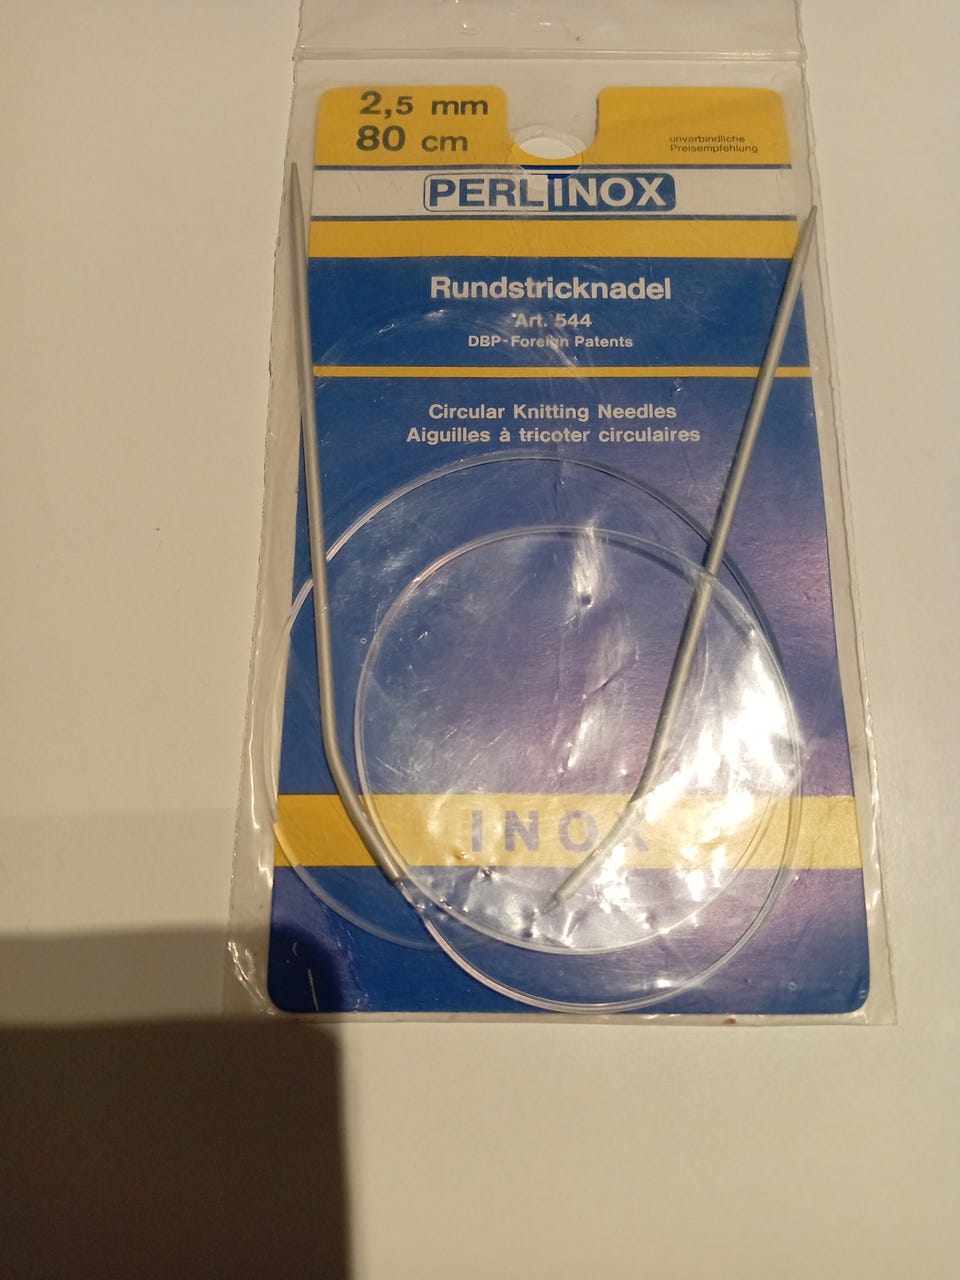 2,5 mm
80 cm
unverbindliche
Preisempfehlung
PERLINOX
Rundstricknadel
Art. 544
DBP-Foreign Patents
Circular Knitting Needles
Aiguilles à tricoter circulaires
INOX